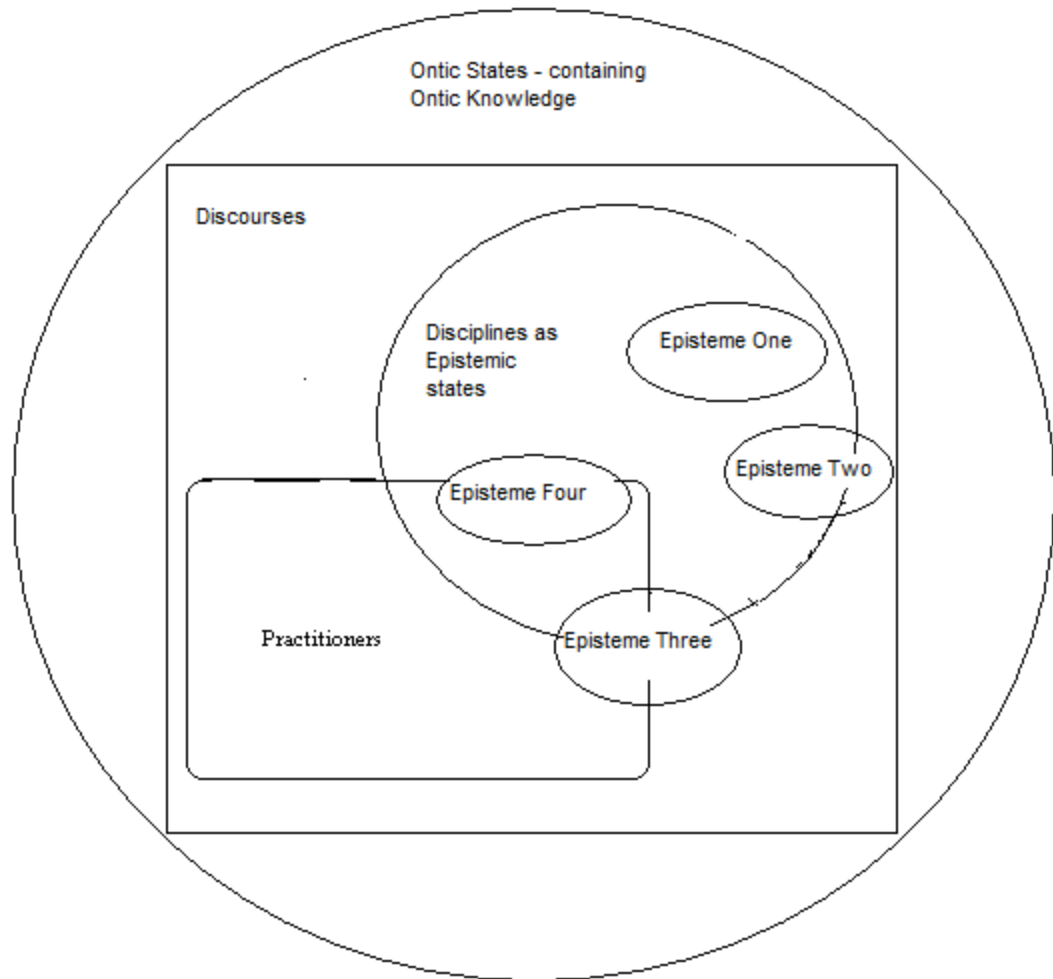 Ontic States - containing
Ontic Knowledge
Discourses
Disciplines as
Epistemic
states
Episteme One
Episteme Two
Episteme Four
Episteme Three
Practitioners